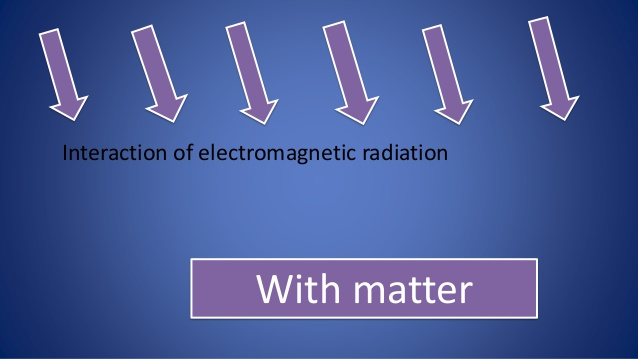 Interaction of electromagnetic radiation
With matter